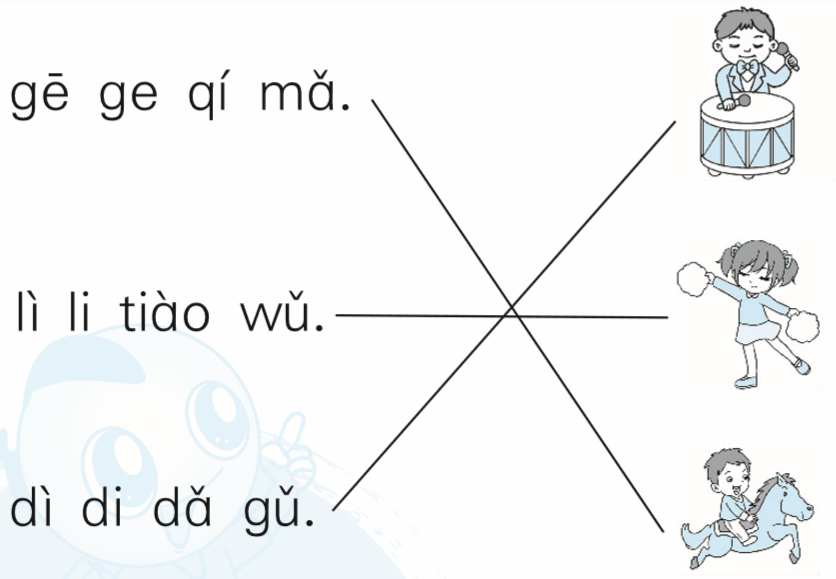 gē ge qí mǎ.
lì li tiào wǔ.
dì di dǎ gǔ.